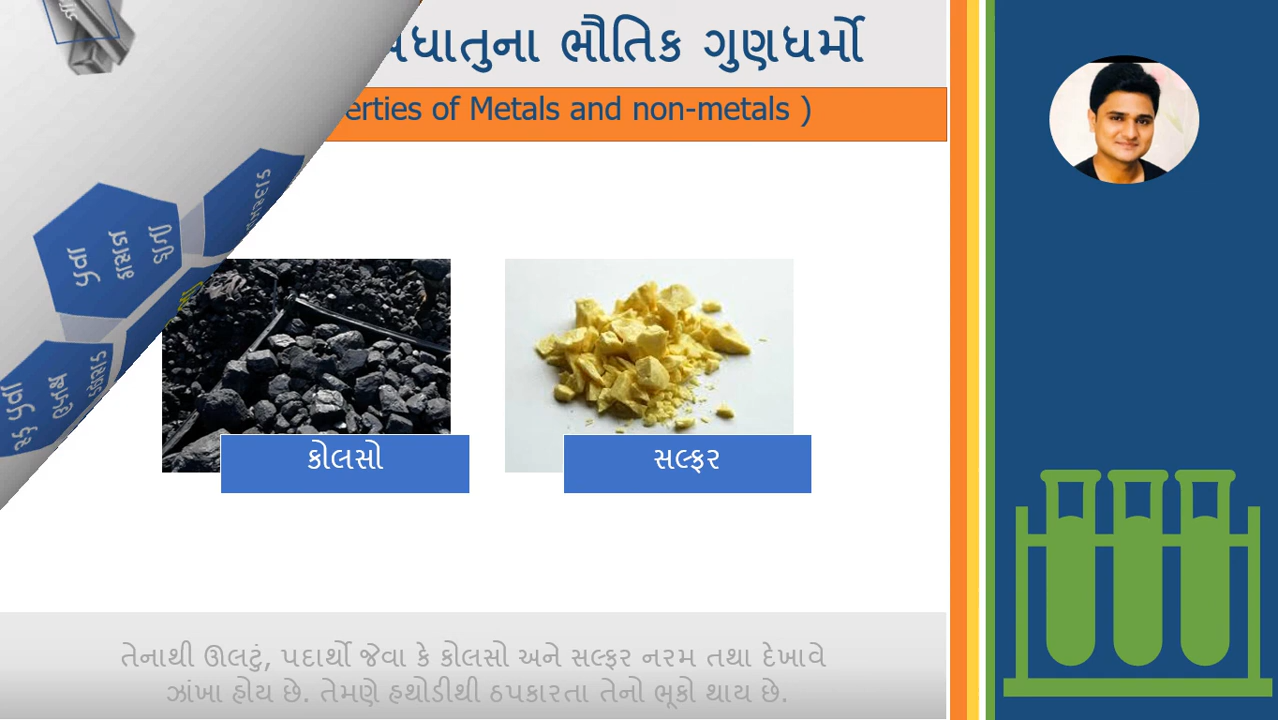 ધાતુના ભૌતિક ગુણધર્મો
erties of Metals and non-metals )
યુવા
કોલસો
સલ્ફર
તેનાથી ઊલટું, પદાર્થો જેવા કે કોલસો અને સલ્ફર નરમ તથા દેખાવે
ઝાંખા હોય છે. તેમણે હથોડીથી ઠપકારતા તેનો ભૂકો થાય છે.